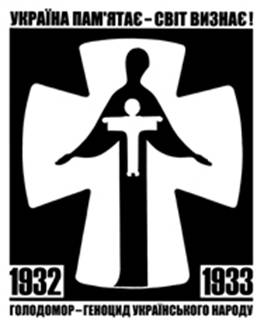 УКРАЇНА ПАМ'ЯТАЄ – СВІТ ВИЗНАЄ!
1932 1933
ГОЛОДОМОР – ГЕНОЦИД УКРАЇНСЬКОГО НАРОДУ